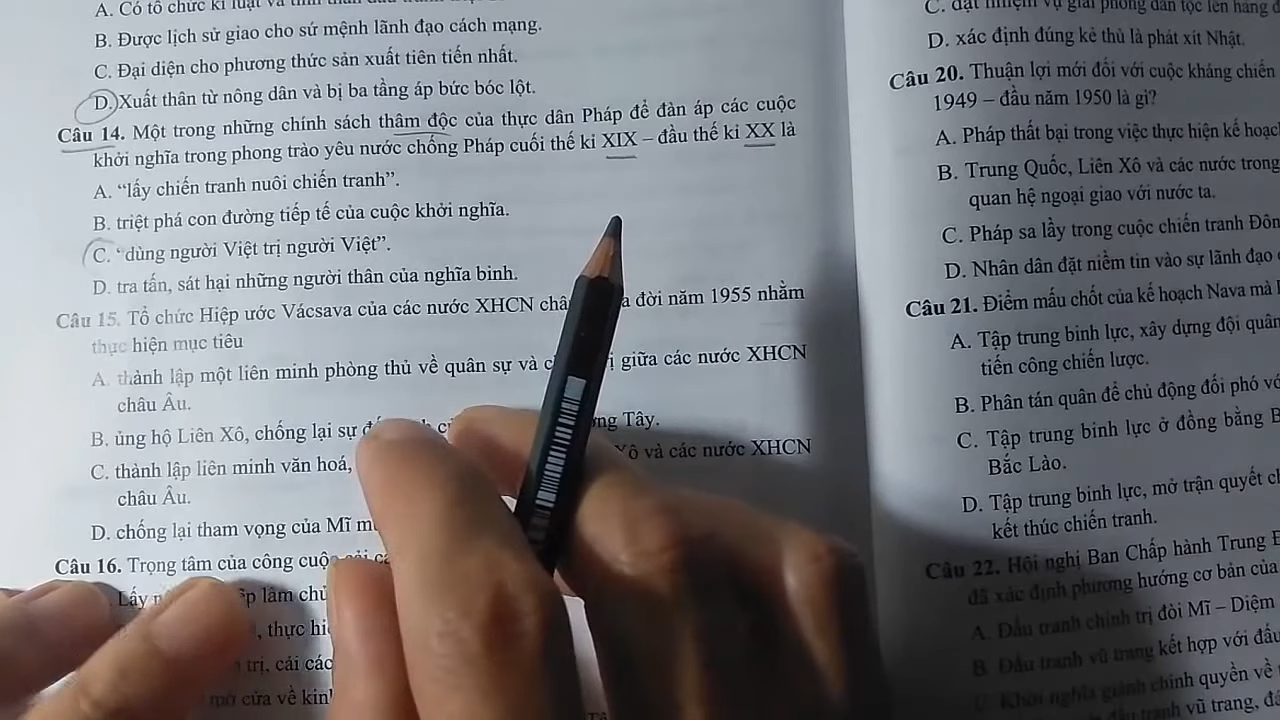 A. Có tổ chức kỉ luật và tinh thần
B. Được lịch sử giao cho sứ mệnh lãnh đạo cách mạng.
C. Đại diện cho phương thức sản xuất tiên tiến nhất.
D. Xuất thân từ nông dân và bị ba tầng áp bức bóc lột.
Câu 14. Một trong những chính sách thâm độc của thực dân Pháp để đàn áp các cuộc
khởi nghĩa trong phong trào yêu nước chống Pháp cuối thế kỉ XIX – đầu thế kỉ XX là
A. “lấy chiến tranh nuôi chiến tranh”.
B. triệt phá con đường tiếp tế của cuộc khởi nghĩa.
C. “dùng người Việt trị người Việt”.
D. tra tấn, sát hại những người thân của nghĩa binh.
Câu 15. Tổ chức Hiệp ước Vácsava của các nước XHCN đời năm 1955 nhằm
thực hiện mục tiêu
A. thành lập một liên minh phòng thủ về quân sự và giữa các nước XHCN
châu Âu.
B. ủng hộ Liên Xô, chống lại sự Tây.
C. thành lập liên minh văn hoá, Xô và các nước XHCN
châu Âu.
D. chống lại tham vọng của Mĩ
Câu 16. Trọng tâm của công
Lấy lâm
, thực
trị, cải
mở cửa về
C. đặt nhiệm vụ giải phóng dân tộc lên hàng
D. xác định đúng kẻ thù là phát xít Nhật.
Câu 20. Thuận lợi mới đối với cuộc kháng chiến
1949 – đầu năm 1950 là gì?
A. Pháp thất bại trong việc thực hiện kế
B. Trung Quốc, Liên Xô và các nước trong
quan hệ ngoại giao với nước ta.
C. Pháp sa lầy trong cuộc chiến tranh
D. Nhân dân đặt niềm tin vào sự lãnh đạo
Câu 21. Điểm mấu chốt của kế hoạch Nava mà
A. Tập trung binh lực, xây dựng đội
tiến công chiến lược.
B. Phân tán quân để chủ động đối phó
C. Tập trung binh lực ở đồng bằng
Bắc Lào.
D. Tập trung binh lực, mở trận quyết
kết thúc chiến tranh.
Câu 22. Hội nghị Ban Chấp hành Trung
đã xác định phương hướng cơ bản của
A. Đấu tranh chính trị đòi Mĩ – Diệm
B. Đấu tranh vũ trang kết hợp với
C. Khởi nghĩa giành chính quyền về
đấu tranh vũ trang,